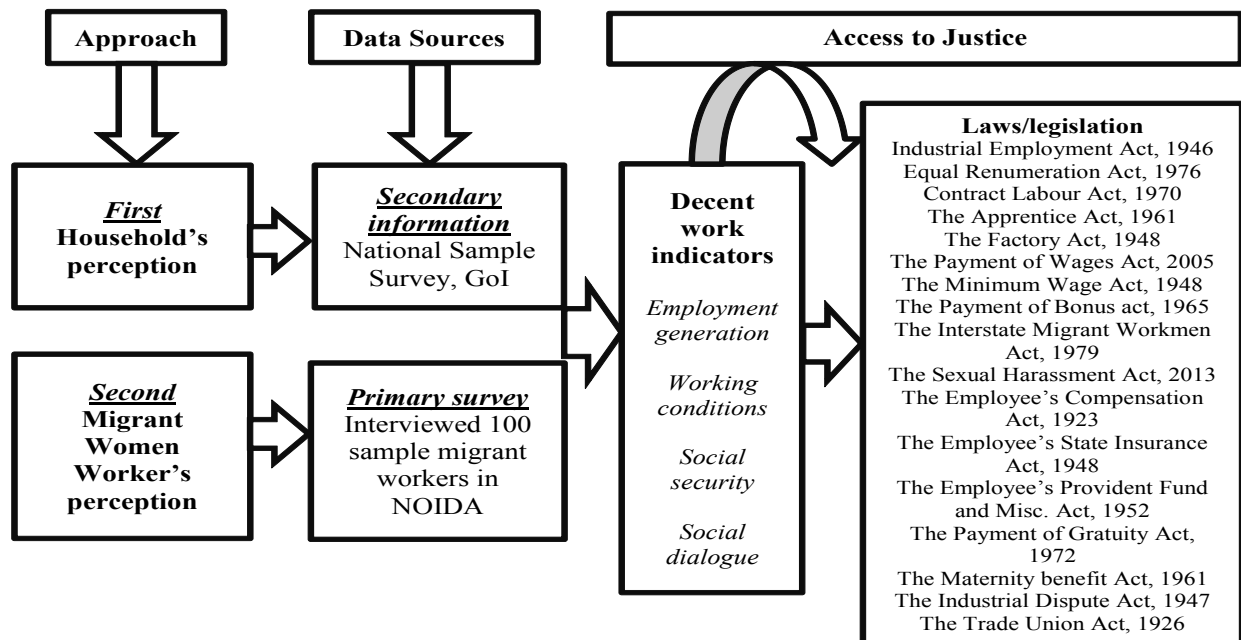 Approach
Data Sources
Access to Justice
First
Household's
perception
Secondary
information
National Sample
Survey, GoI
Second
Migrant
Women
Worker's
perception
Primary survey
Interviewed 100
sample migrant
workers in
NOIDA
Decent
work
indicators
Employment
generation
Working
conditions
Social
security
Social
dialogue
Laws/legislation
Industrial Employment Act, 1946
Equal Renumeration Act, 1976
Contract Labour Act, 1970
The Apprentice Act, 1961
The Factory Act, 1948
The Payment of Wages Act, 2005
The Minimum Wage Act, 1948
The Payment of Bonus act, 1965
The Interstate Migrant Workmen
Act, 1979
The Sexual Harassment Act, 2013
The Employee's Compensation
Act, 1923
The Employee's State Insurance
Act, 1948
The Employee's Provident Fund
and Misc. Act, 1952
The Payment of Gratuity Act,
1972
The Maternity benefit Act, 1961
The Industrial Dispute Act, 1947
The Trade Union Act, 1926